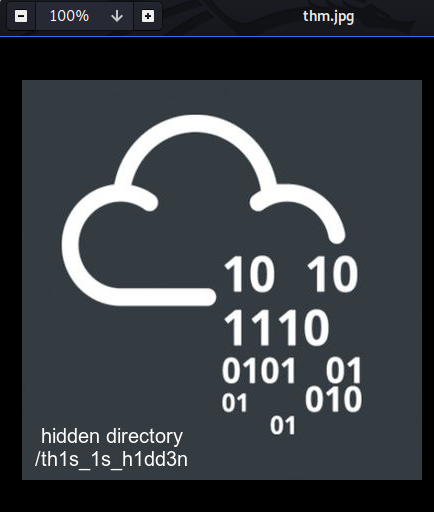 100%
thm.jpg
10 10
1110
0101 01
01 010
01
hidden directory
/th1s_1s_h1dd3n